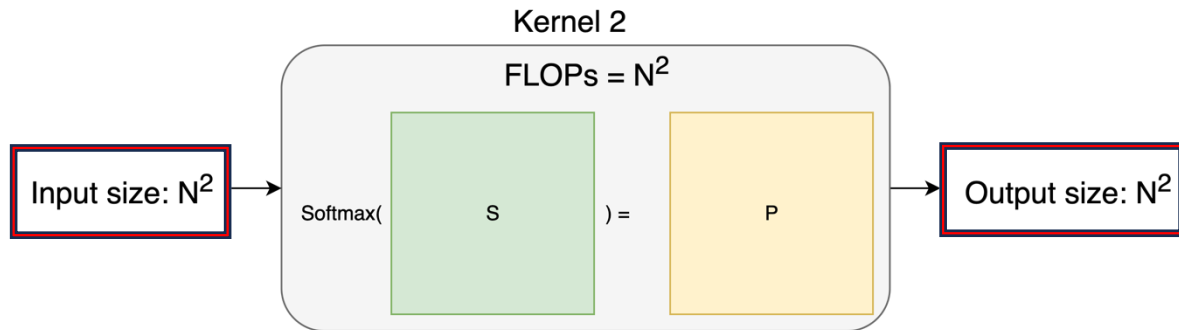 Kernel 2
FLOPs = N²
Input size: N²
Softmax( S ) = P
Output size: N²